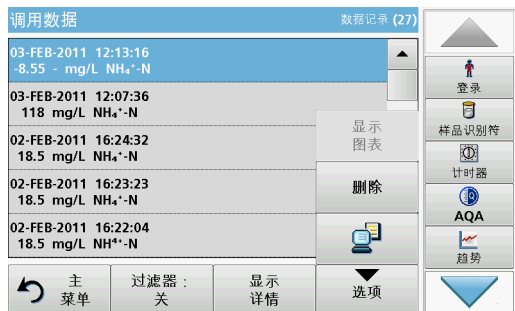 调用数据 数据记录 (27)
03-FEB-2011 12:13:16
-8.55 - mg/L NH₄⁺-N
03-FEB-2011 12:07:36
118 mg/L NH₄⁺-N
02-FEB-2011 16:24:32
18.5 mg/L NH₄⁺-N
02-FEB-2011 16:23:23
18.5 mg/L NH₄⁺-N
02-FEB-2011 16:22:04
18.5 mg/L NH⁴⁺-N
显示
图表
删除
主
菜单
过滤器：
关
显示
详情
选项
登录
样品识别符
计时器
AQA
趋势